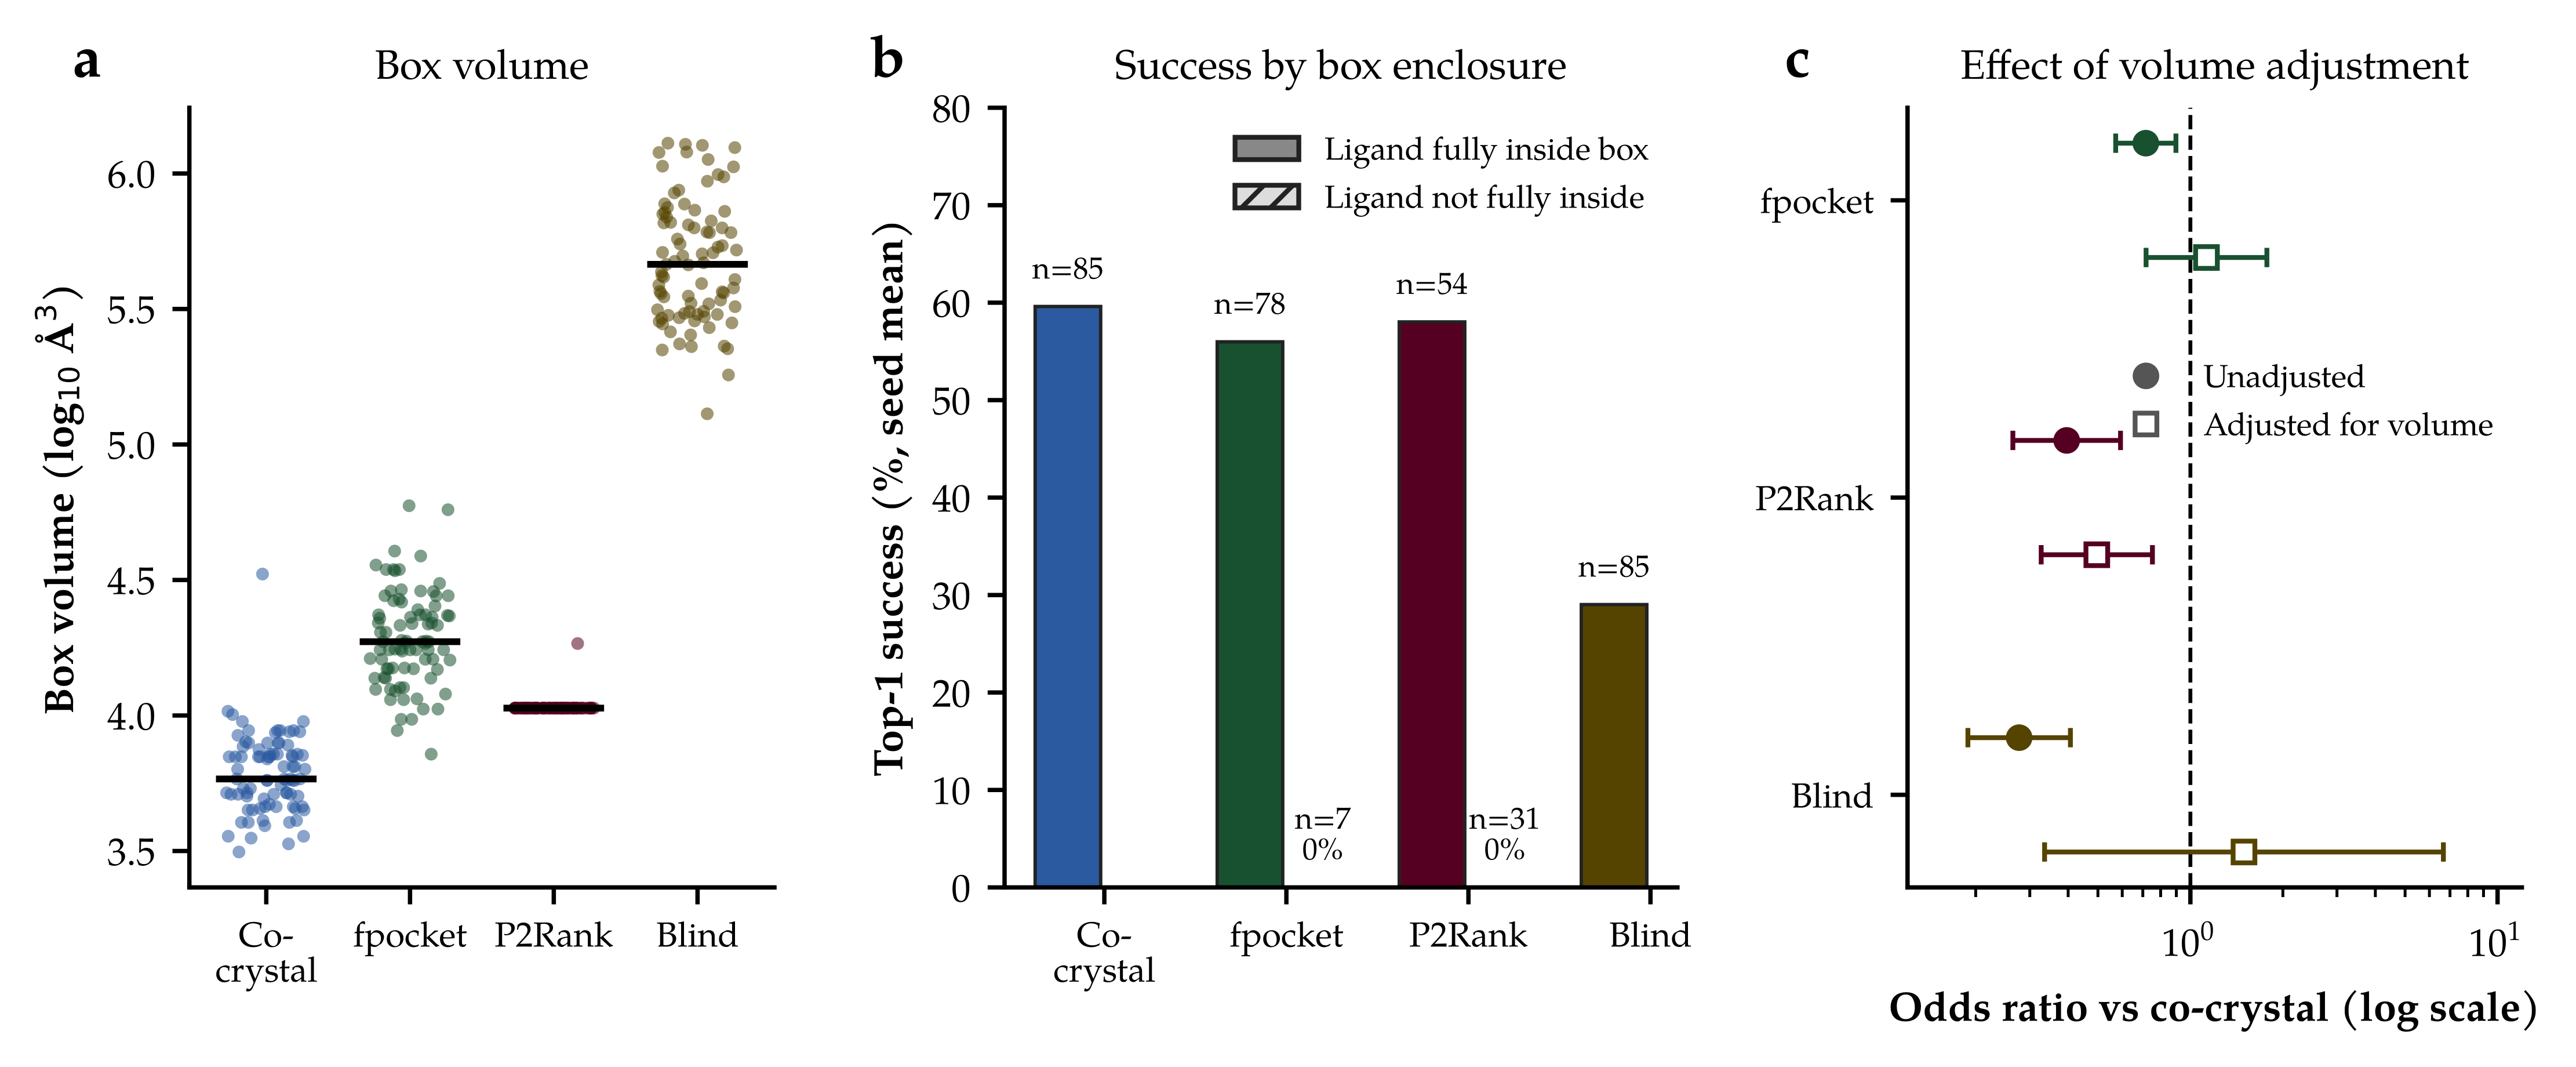 a
Box volume
Box volume (log₁₀ Å³)
6.0
5.5
5.0
4.5
4.0
3.5
Co-
crystal
fpocket
P2Rank
Blind
b
Success by box enclosure
Top-1 success (%, seed mean)
80
70
60
50
40
30
20
10
0
Ligand fully inside box
Ligand not fully inside
n=85
n=78
n=54
n=85
n=7
0%
n=31
0%
Co-
crystal
fpocket
P2Rank
Blind
c
Effect of volume adjustment
fpocket
P2Rank
Blind
Unadjusted
Adjusted for volume
10⁰
10¹
Odds ratio vs co-crystal (log scale)